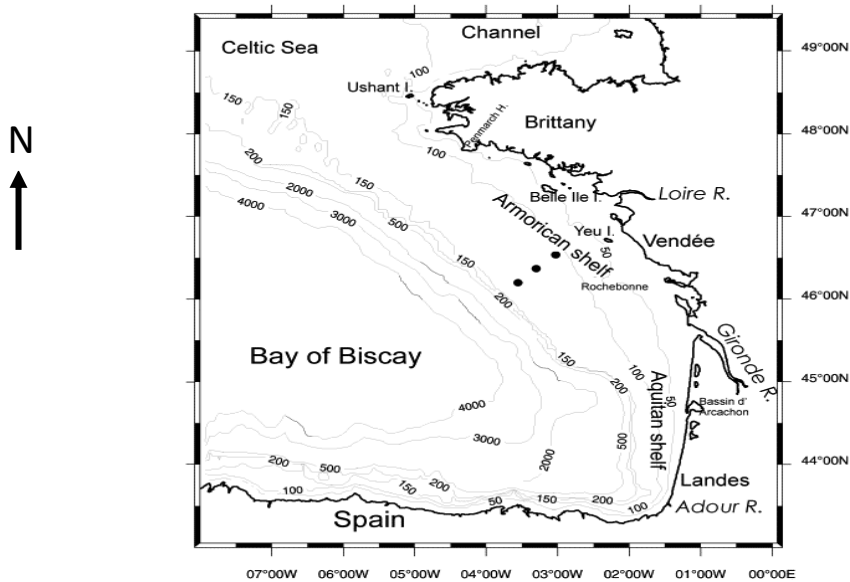 Celtic Sea
Channel
49°00N
100
Ushant I.
150
150
Penmarch H.
Brittany
N
48°00N
100
200
150
2000
500
4000
3000
Belle Ile I.
Loire R.
Armorican shelf
47°00N
Yeu I.
Vendée
50
150
200
Rochebonne
46°00N
Gironde R.
Bay of Biscay
150
100
200
50
45°00N
Aquitan shelf
Bassin d'
Arcachon
4000
3000
500
2000
44°00N
200
500
200
Landes
100
150
50
150
200
100
Adour R.
Spain
07°00W
06°00W
05°00W
04°00W
03°00W
02°00W
01°00W
00°00E